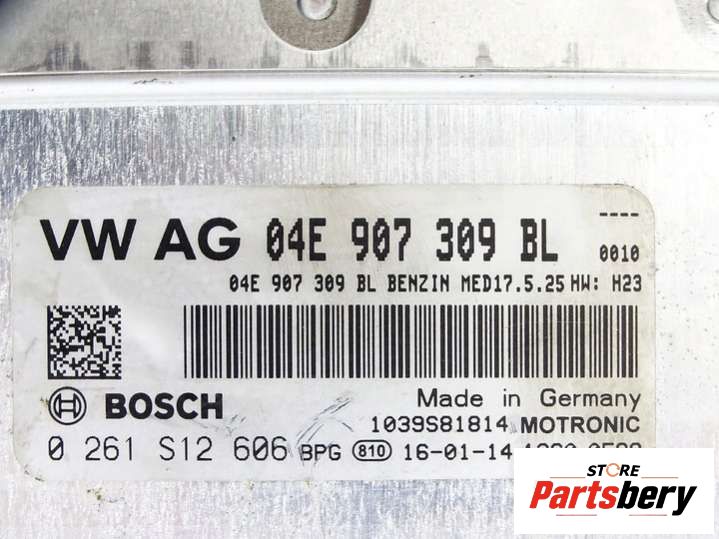 ----
VW AG 04E 907 309 BL 0010
04E 907 309 BL BENZIN MED17.5.25 HW: H23
BOSCH Made in Germany
1039S81814 MOTRONIC
0 261 S12 606 BPG 810 16-01-14
STORE
Partsbery